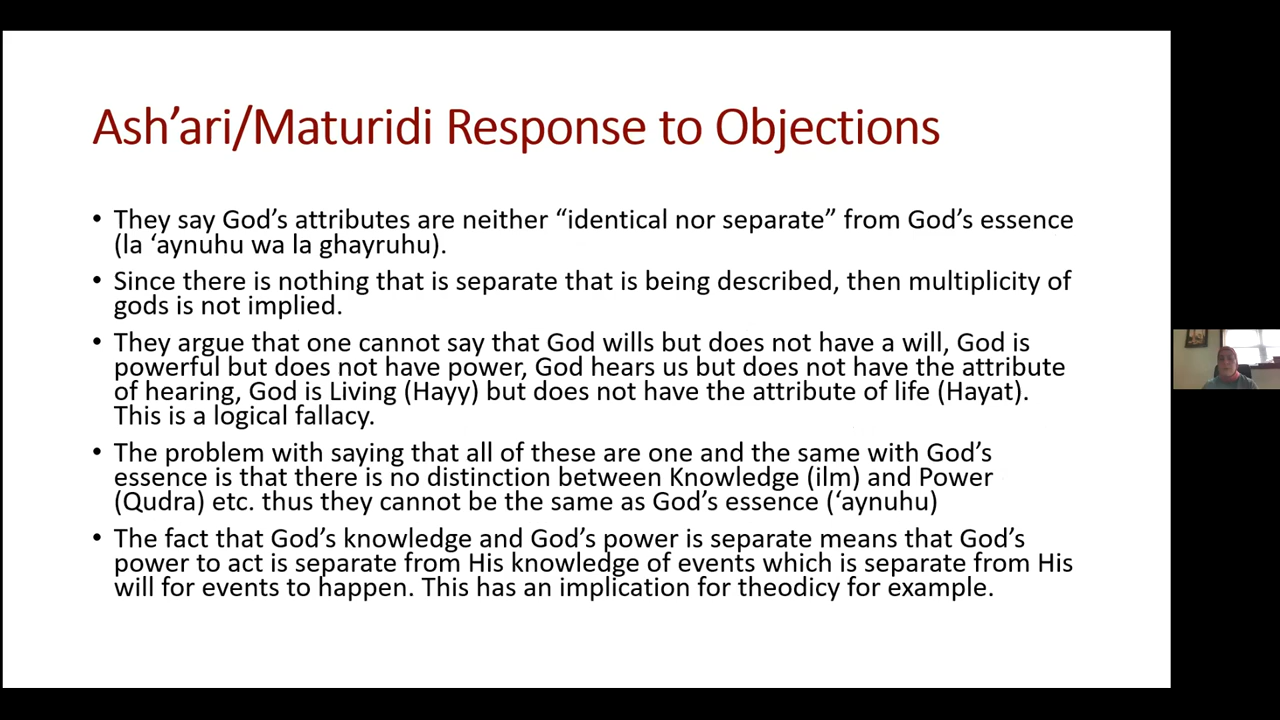 Ash’ari/Maturidi Response to Objections
• They say God’s attributes are neither “identical nor separate” from God’s essence
(la ‘aynuhu wa la ghayruhu).
• Since there is nothing that is separate that is being described, then multiplicity of
gods is not implied.
• They argue that one cannot say that God wills but does not have a will, God is
powerful but does not have power, God hears us but does not have the attribute
of hearing, God is Living (Hayy) but does not have the attribute of life (Hayat).
This is a logical fallacy.
• The problem with saying that all of these are one and the same with God’s
essence is that there is no distinction between Knowledge (ilm) and Power
(Qudra) etc. thus they cannot be the same as God’s essence (‘aynuhu)
• The fact that God’s knowledge and God’s power is separate means that God’s
power to act is separate from His knowledge of events which is separate from His
will for events to happen. This has an implication for theodicy for example.